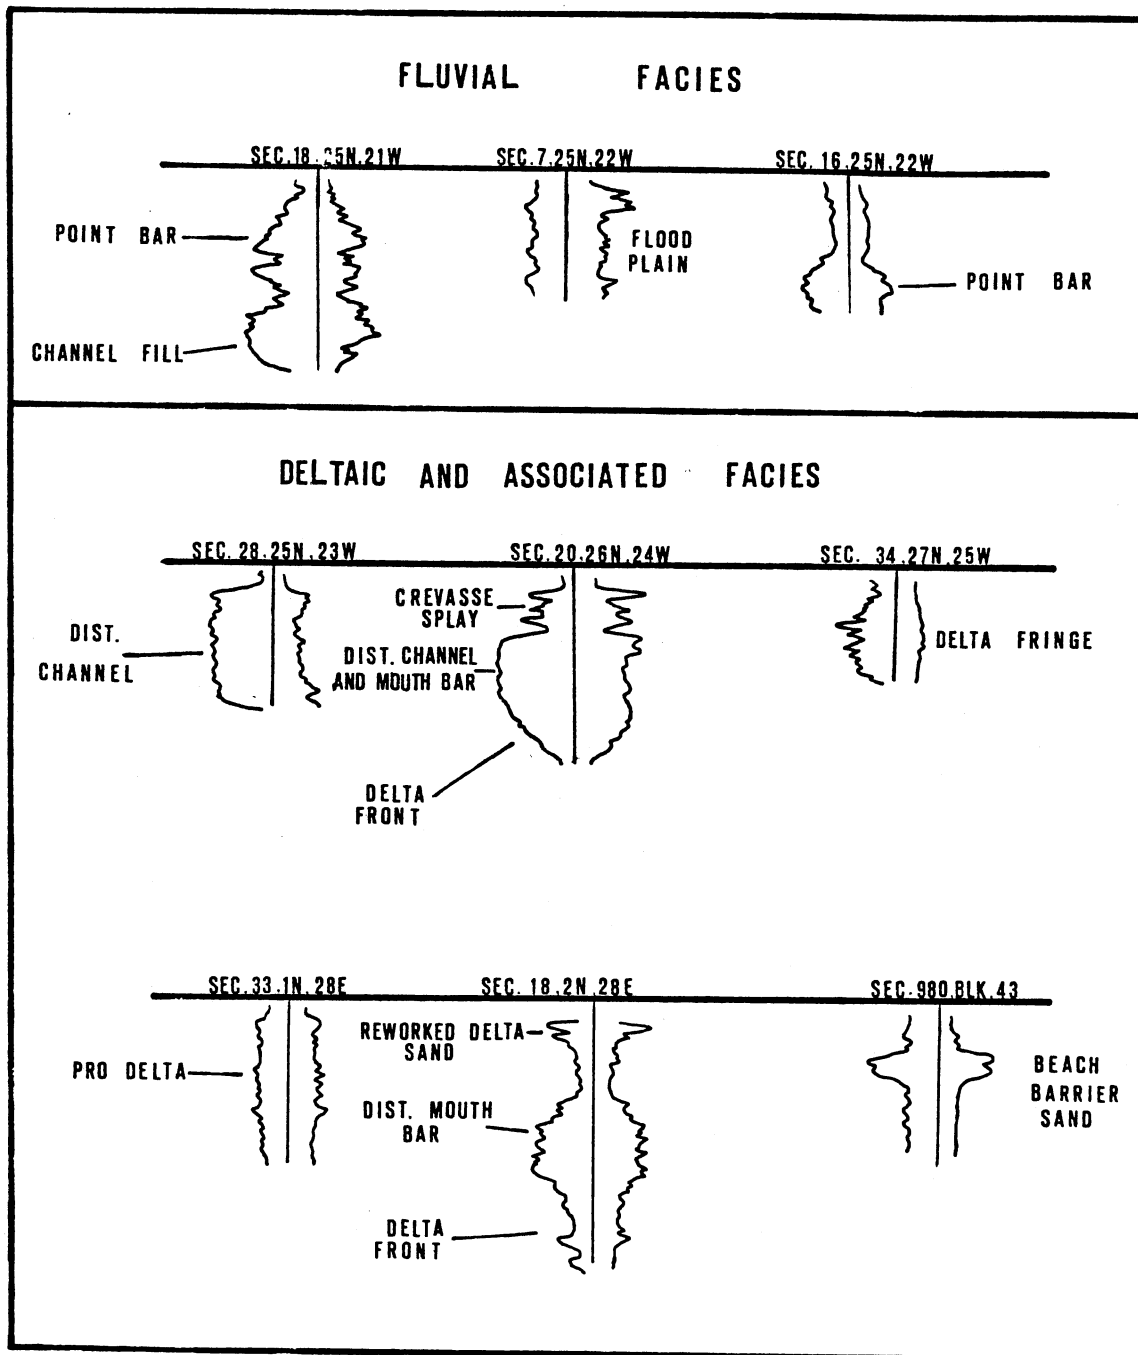 FLUVIAL FACIES
SEC.18.25N,21W
SEC.7,25N,22W
SEC. 16,25N,22W
POINT BAR
FLOOD
PLAIN
POINT BAR
CHANNEL FILL
DELTAIC AND ASSOCIATED FACIES
SEC. 28.25N,23W
SEC.20.26N,24W
SEC. 34,27N,25W
CREVASSE
SPLAY
DIST.
CHANNEL
DIST. CHANNEL
AND MOUTH BAR
DELTA FRINGE
DELTA
FRONT
SEC.33.1N,28E
SEC. 18,2N,28E
SEC.980,BLK.43
REWORKED DELTA
SAND
PRO DELTA
DIST. MOUTH
BAR
BEACH
BARRIER
SAND
DELTA
FRONT